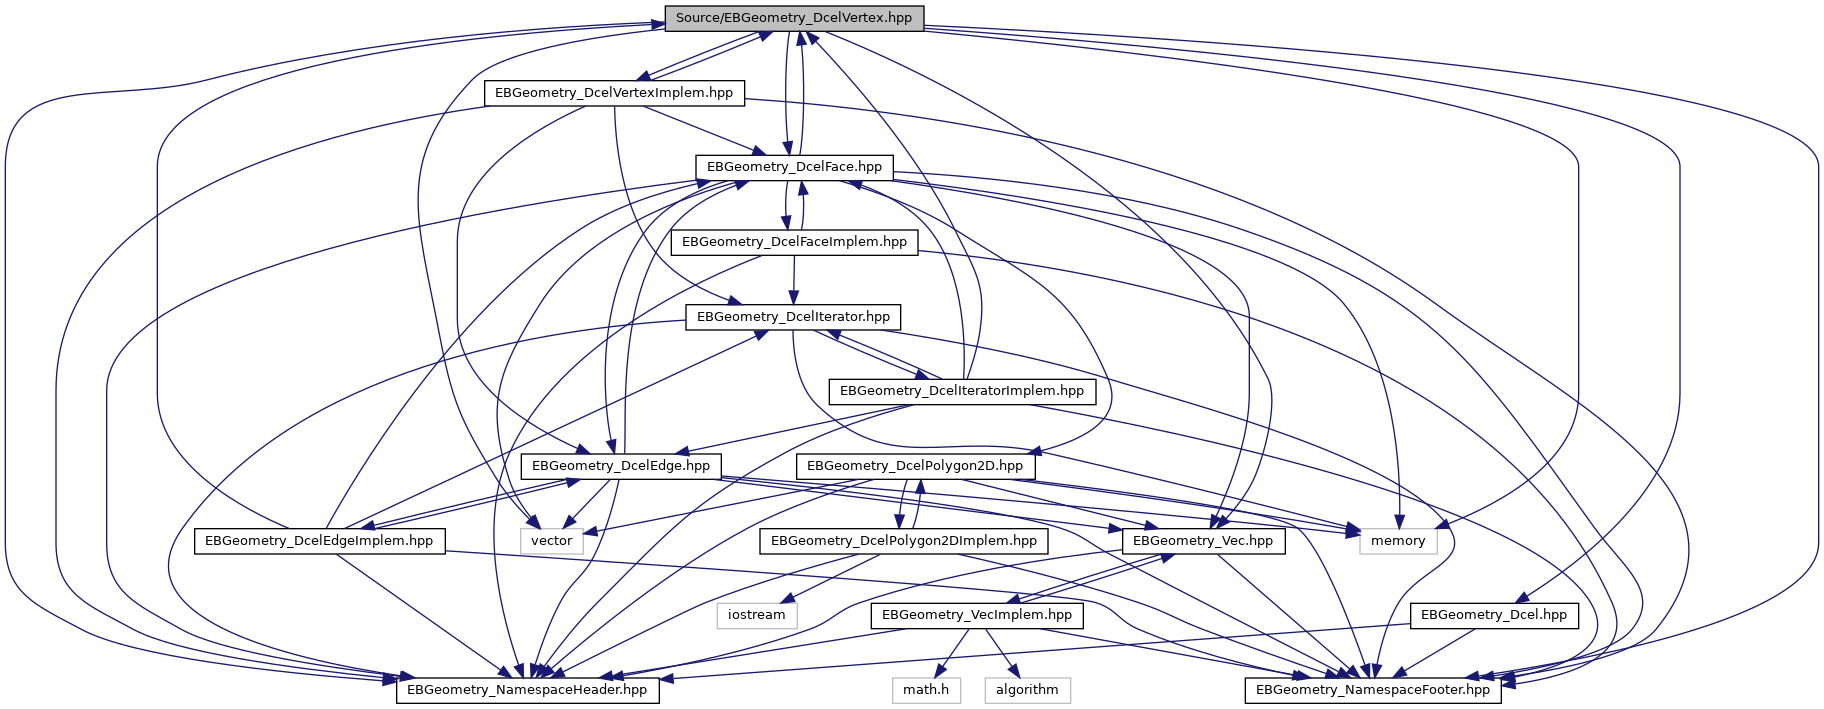 Source/EBGeometry_DcelVertex.hpp
EBGeometry_DcelVertexImplem.hpp
EBGeometry_DcelFace.hpp
EBGeometry_DcelFaceImplem.hpp
EBGeometry_DcelIterator.hpp
EBGeometry_DcelIteratorImplem.hpp
EBGeometry_DcelEdge.hpp
EBGeometry_DcelPolygon2D.hpp
EBGeometry_DcelEdgeImplem.hpp
vector
EBGeometry_DcelPolygon2DImplem.hpp
EBGeometry_Vec.hpp
memory
iostream
EBGeometry_VecImplem.hpp
EBGeometry_Dcel.hpp
EBGeometry_NamespaceHeader.hpp
math.h
algorithm
EBGeometry_NamespaceFooter.hpp